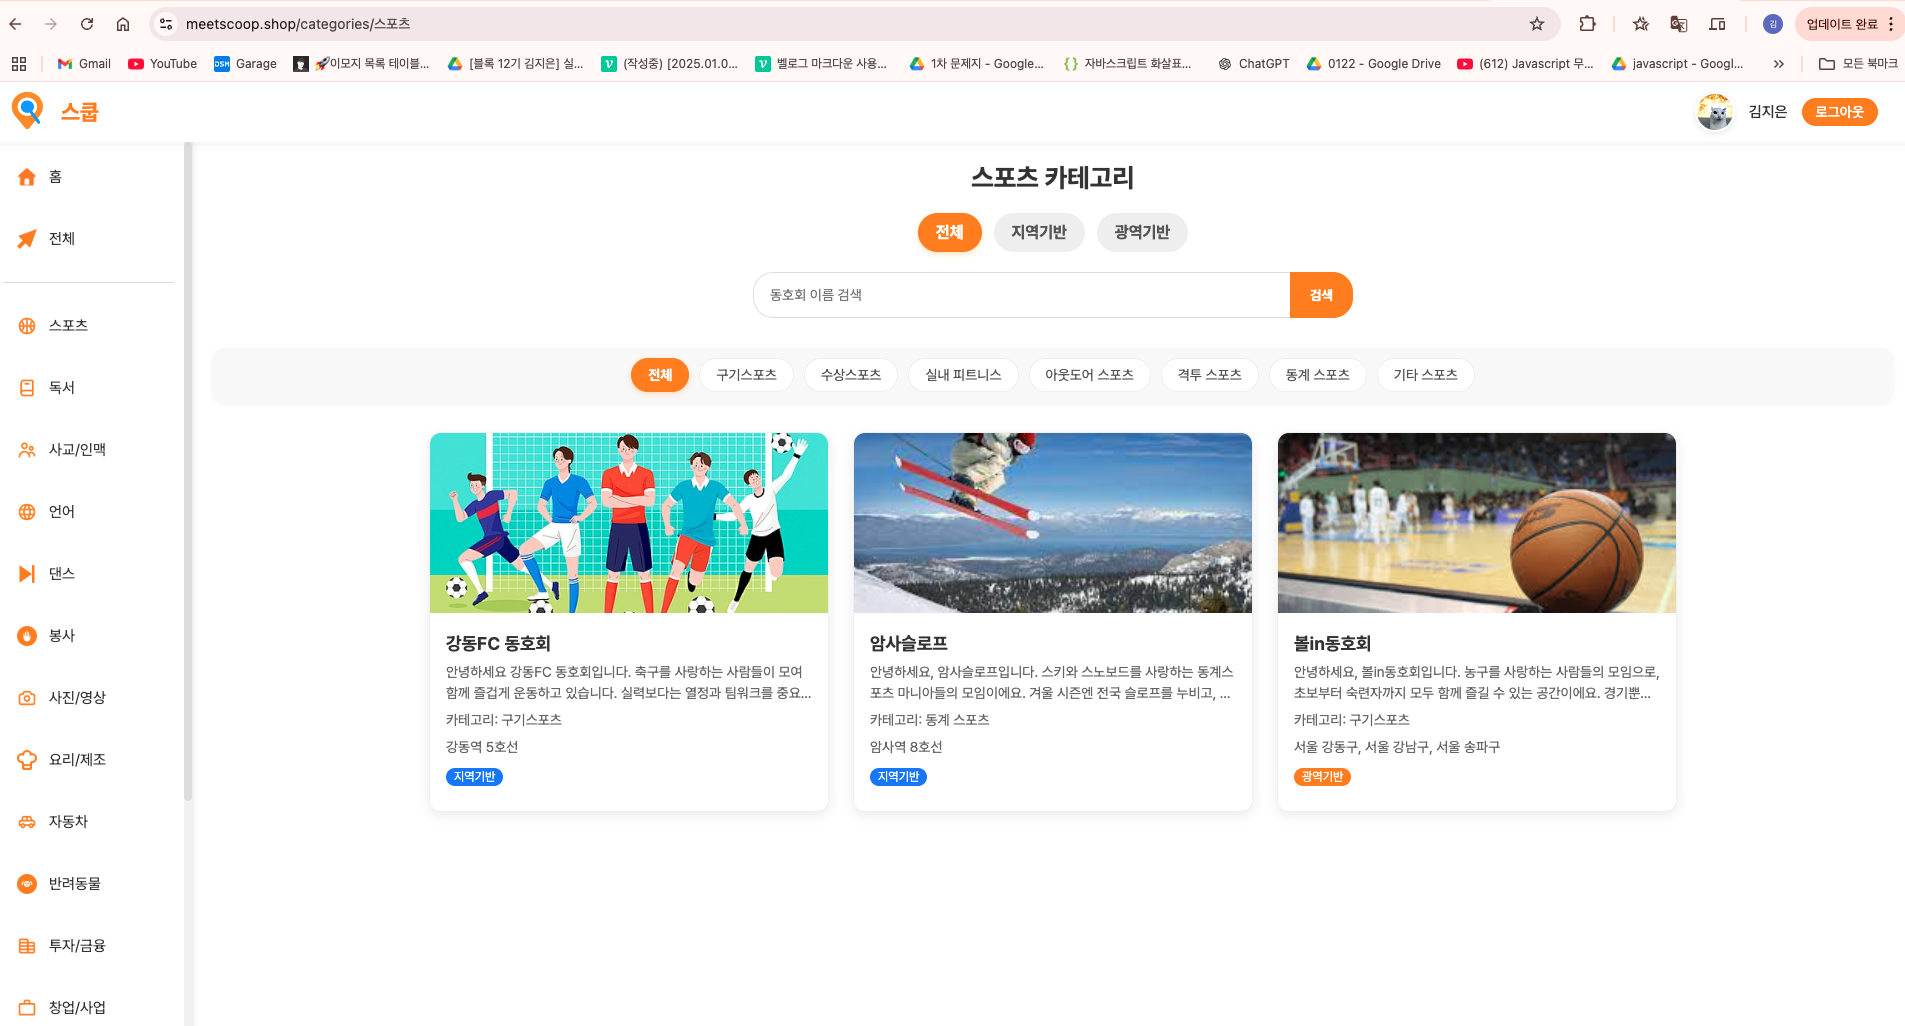 meetscoop.shop/categories/스포츠
김
업데이트 완료
Gmail
YouTube
DSM Garage
🚀이모지 목록 테이블...
[블록 12기 김지은] 실...
(작성중) [2025.01.0...
벨로그 마크다운 사용...
1차 문제지 - Google...
자바스크립트 화살표...
ChatGPT
0122 - Google Drive
(612) Javascript 무...
javascript - Googl...
모든 북마크
스쿱
김지은
로그아웃
홈
전체
스포츠
독서
사교/인맥
언어
댄스
봉사
사진/영상
요리/제조
자동차
반려동물
투자/금융
창업/사업
스포츠 카테고리
전체 지역기반 광역기반
동호회 이름 검색 검색
전체 구기스포츠 수상스포츠 실내 피트니스 아웃도어 스포츠 격투 스포츠 동계 스포츠 기타 스포츠
강동FC 동호회
안녕하세요 강동FC 동호회입니다. 축구를 사랑하는 사람들이 모여
함께 즐겁게 운동하고 있습니다. 실력보다는 열정과 팀워크를 중요...
카테고리: 구기스포츠
강동역 5호선
지역기반
암사슬로프
안녕하세요, 암사슬로프입니다. 스키와 스노보드를 사랑하는 동계스
포츠 마니아들의 모임이에요. 겨울 시즌엔 전국 슬로프를 누비고, ...
카테고리: 동계 스포츠
암사역 8호선
지역기반
볼in동호회
안녕하세요, 볼in동호회입니다. 농구를 사랑하는 사람들의 모임으로,
초보부터 숙련자까지 모두 함께 즐길 수 있는 공간이에요. 경기뿐...
카테고리: 구기스포츠
서울 강동구, 서울 강남구, 서울 송파구
광역기반